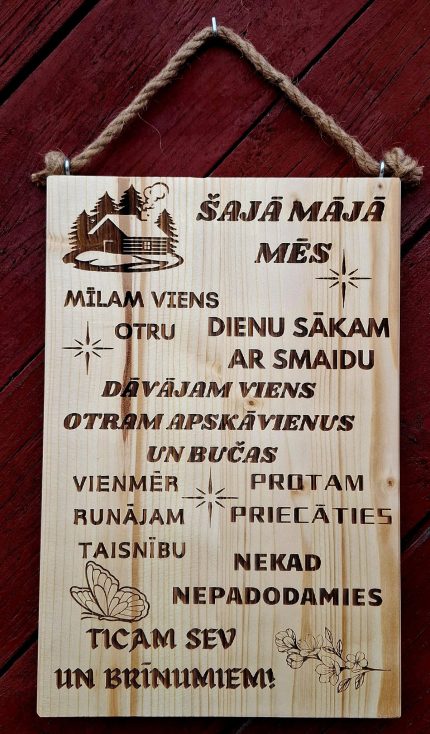 ŠAJĀ MĀJĀ
MĒS
MĪLAM VIENS
OTRU
DIENU SĀKAM
AR SMAIDU
DĀVĀJAM VIENS
OTRAM APSKĀVIENUS
UN BUČAS
VIENMĒR
RUNĀJAM
TAISNĪBU
PROTAM
PRIECĀTIES
NEKAD
NEPADODAMIES
TICAM SEV
UN BRĪNUMIEM!